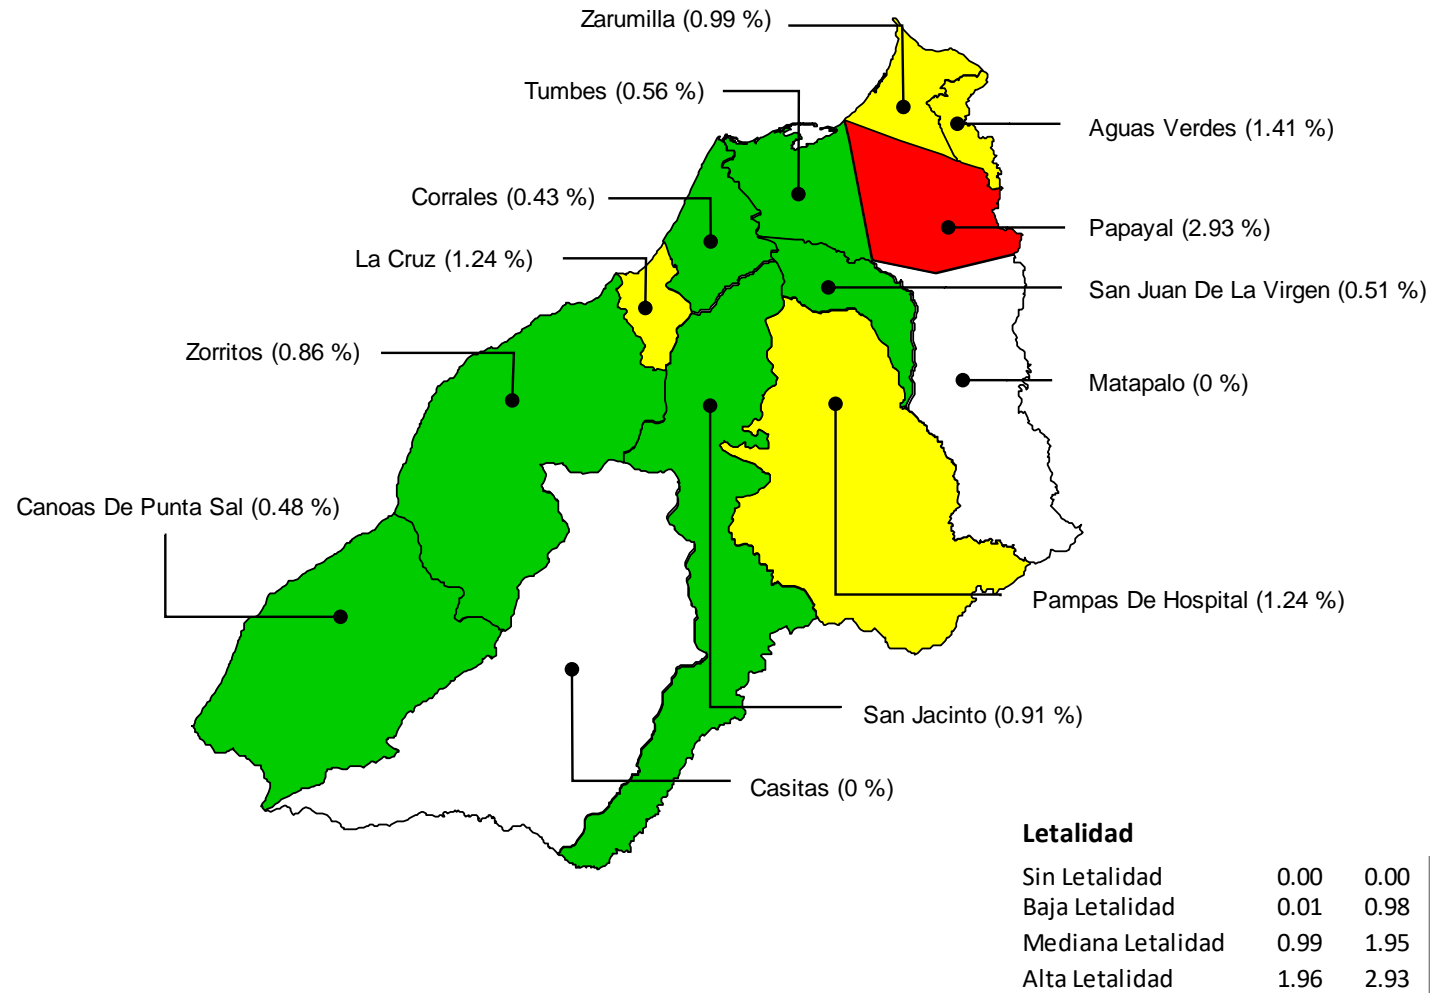 Zarumilla (0.99 %)
Tumbes (0.56 %)
Aguas Verdes (1.41 %)
Corrales (0.43 %)
Papayal (2.93 %)
La Cruz (1.24 %)
San Juan De La Virgen (0.51 %)
Zorritos (0.86 %)
Matapalo (0 %)
Canoas De Punta Sal (0.48 %)
Pampas De Hospital (1.24 %)
San Jacinto (0.91 %)
Casitas (0 %)
Letalidad
Sin Letalidad 0.00 0.00
Baja Letalidad 0.01 0.98
Mediana Letalidad 0.99 1.95
Alta Letalidad 1.96 2.93